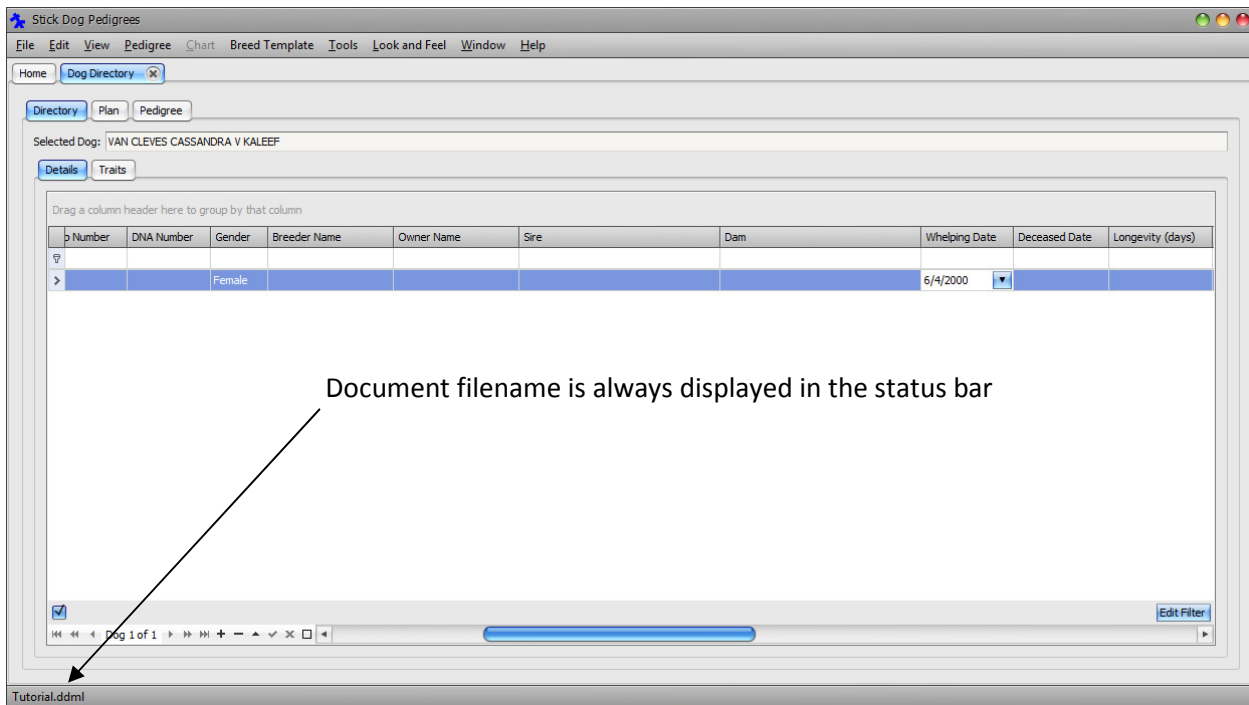 Stick Dog Pedigrees
File Edit View Pedigree Chart Breed Template Tools Look and Feel Window Help
Home Dog Directory
Directory Plan Pedigree
Selected Dog: VAN CLEVES CASSANDRA V KALEEF
Details Traits
Drag a column header here to group by that column
o Number DNA Number Gender Breeder Name Owner Name Sire Dam Whelping Date Deceased Date Longevity (days)
Female 6/4/2000
Document filename is always displayed in the status bar
Edit Filter
Dog 1 of 1
Tutorial.ddml